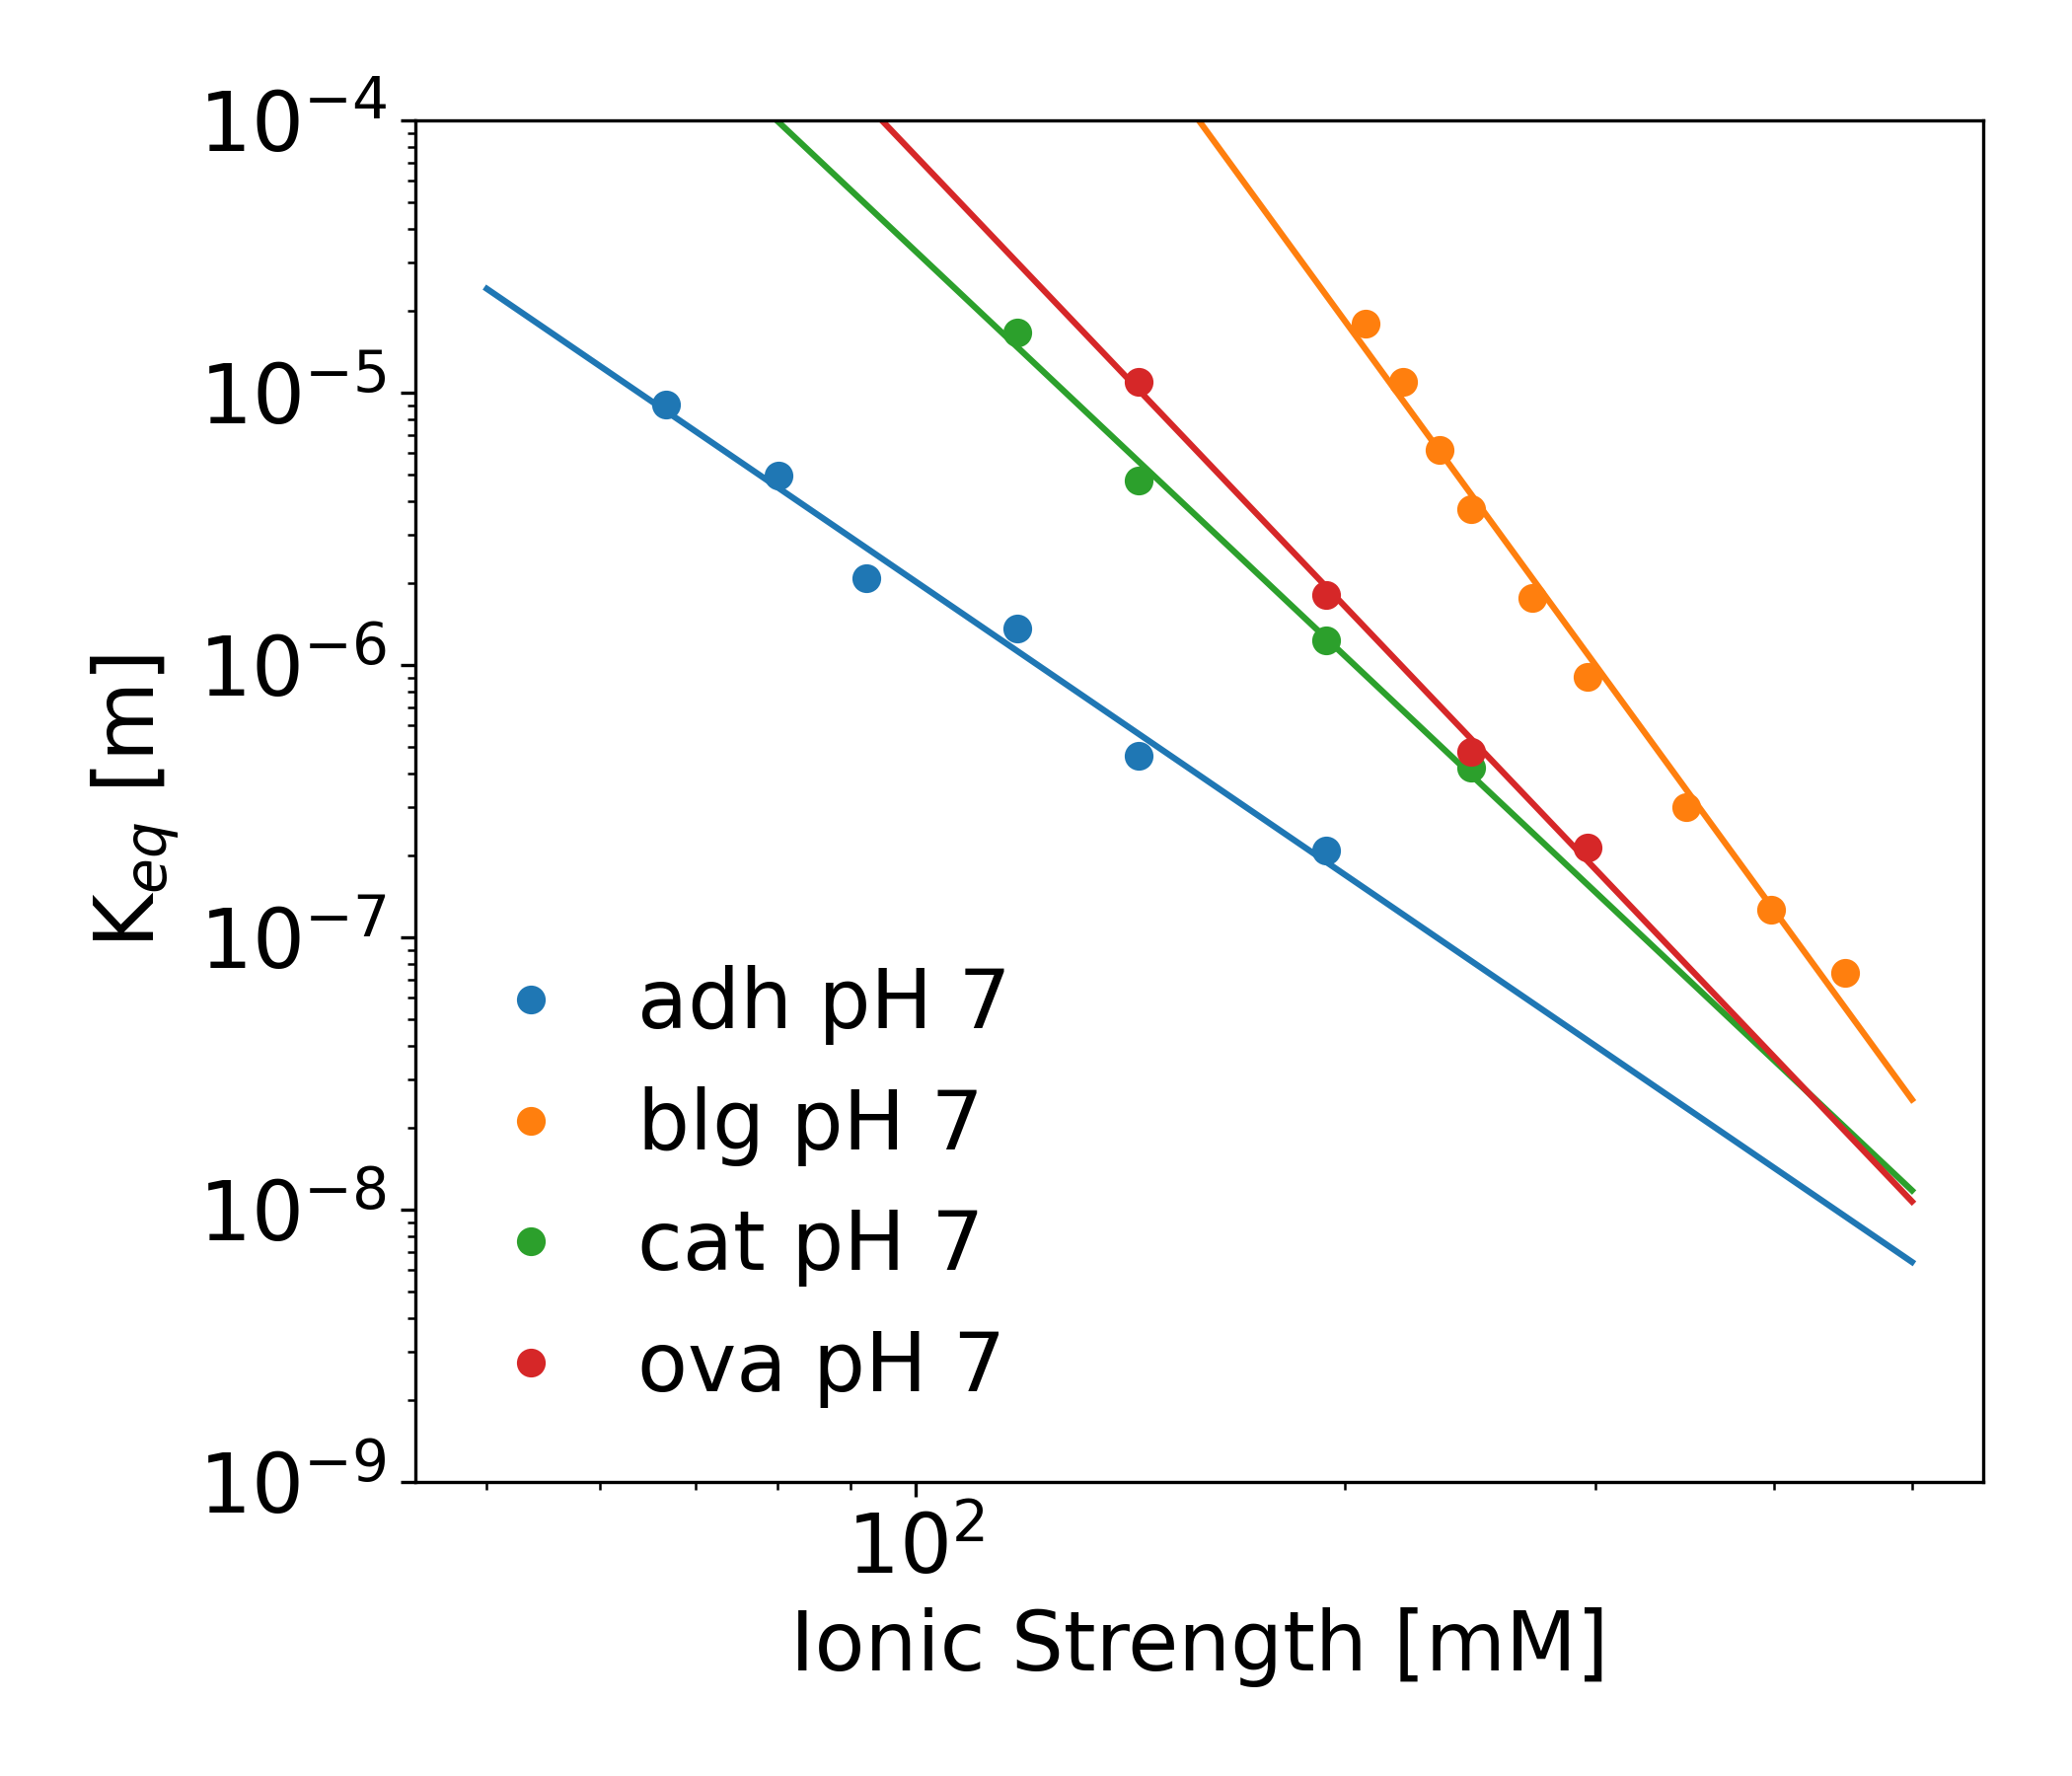 10⁻⁴
10⁻⁵
10⁻⁶
10⁻⁷
10⁻⁸
10⁻⁹
K_eq [m]
adh pH 7
blg pH 7
cat pH 7
ova pH 7
10²
Ionic Strength [mM]